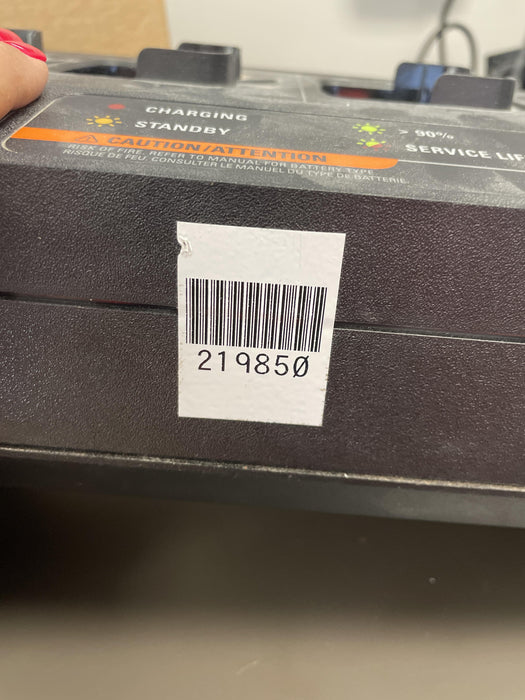 CHARGING
STANDBY
> 90%
SERVICE LIF
⚠ CAUTION/ATTENTION
RISK OF FIRE. REFER TO MANUAL FOR BATTERY TYPE.
RISQUE DE FEU. CONSULTER LE MANUEL DU TYPE DE BATTERIE.
219850